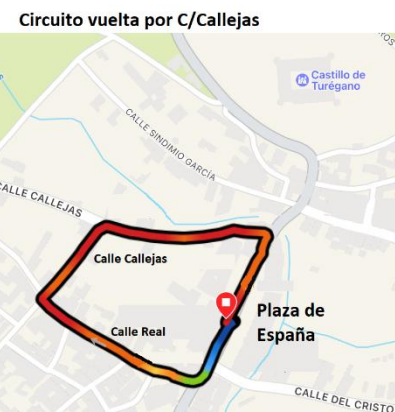 Circuito vuelta por C/Callejas
Castillo de
Turégano
CALLE SINDIMIO GARCÍA
CALLE CALLEJAS
Calle Callejas
Plaza de
España
Calle Real
CALLE DEL CRISTO